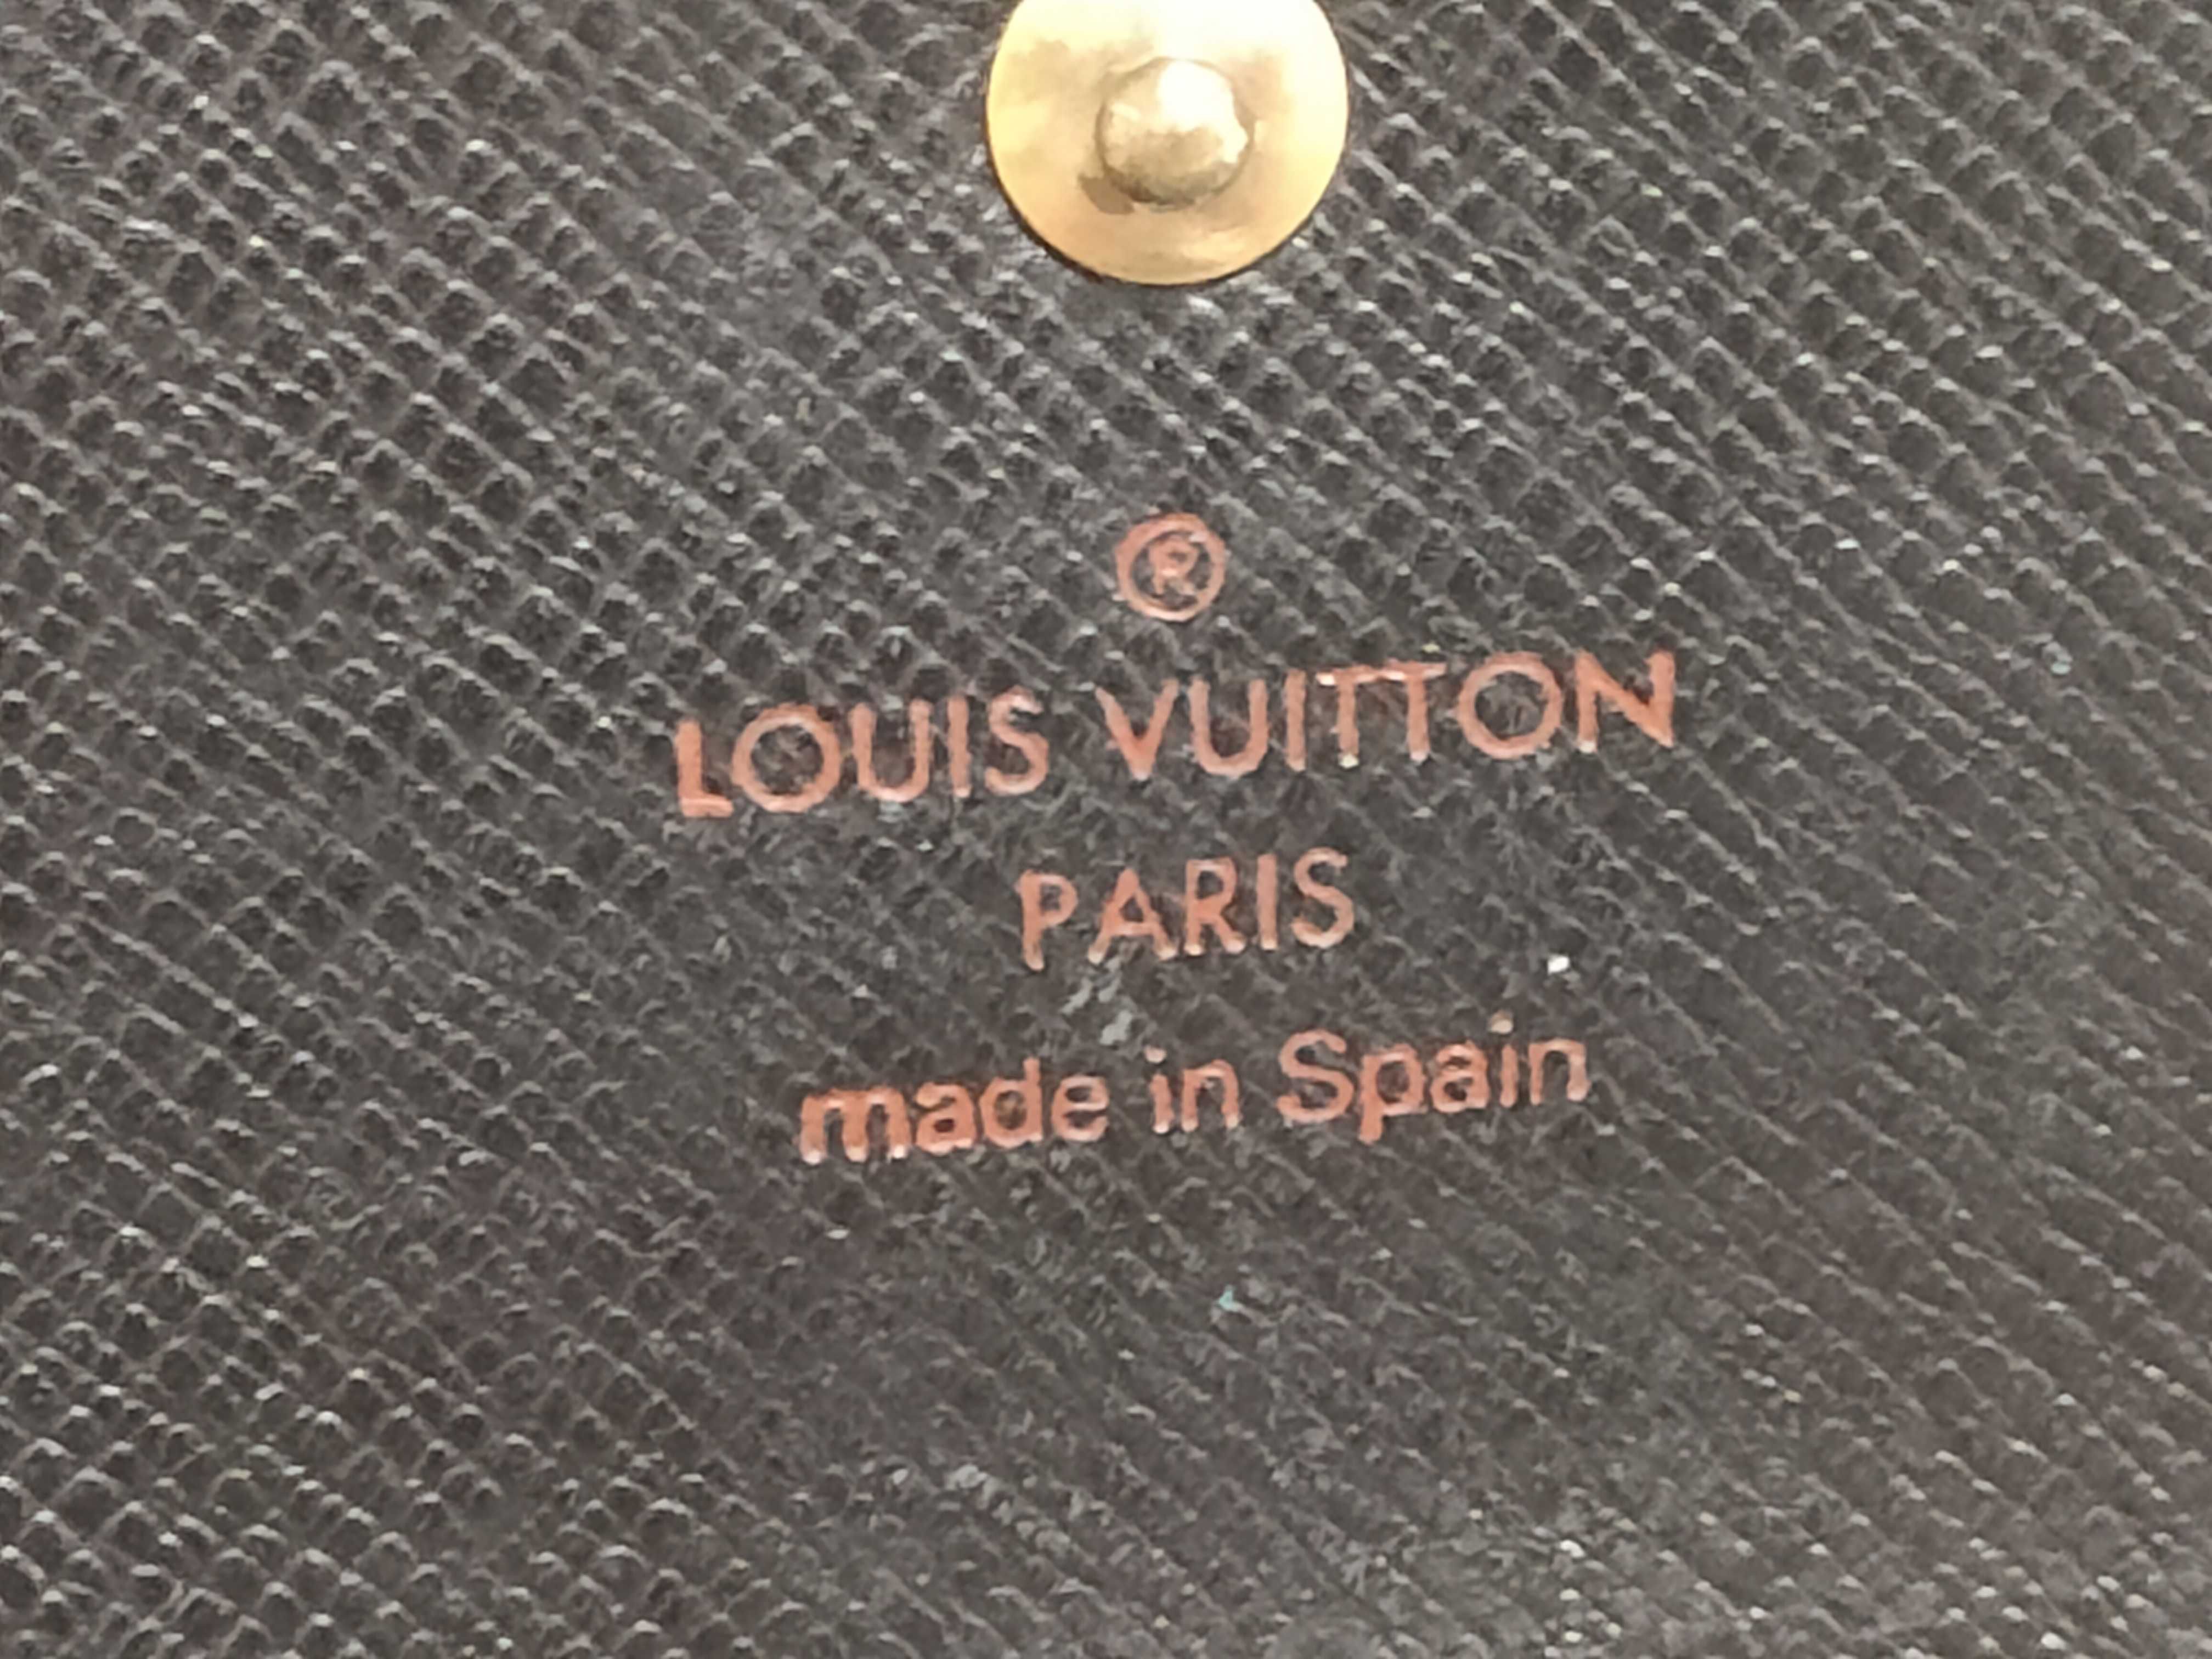 ®
LOUIS VUITTON
PARIS
made in Spain